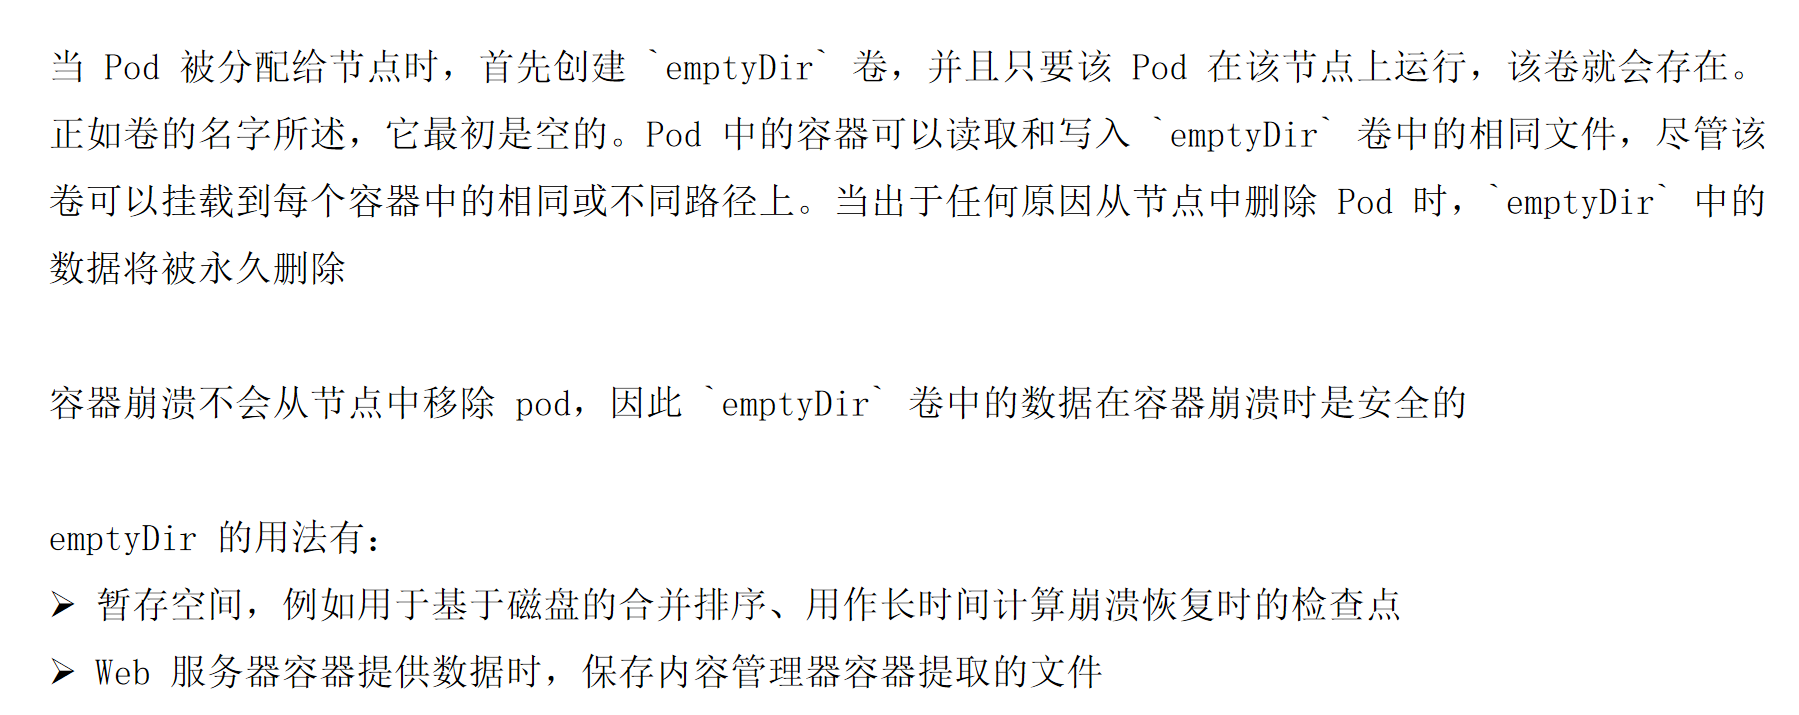 当 Pod 被分配给节点时，首先创建 `emptyDir` 卷，并且只要该 Pod 在该节点上运行，该卷就会存在。
正如卷的名字所述，它最初是空的。Pod 中的容器可以读取和写入 `emptyDir` 卷中的相同文件，尽管该
卷可以挂载到每个容器中的相同或不同路径上。当出于任何原因从节点中删除 Pod 时，`emptyDir` 中的
数据将被永久删除
容器崩溃不会从节点中移除 pod，因此 `emptyDir` 卷中的数据在容器崩溃时是安全的
emptyDir 的用法有：
➢ 暂存空间，例如用于基于磁盘的合并排序、用作长时间计算崩溃恢复时的检查点
➢ Web 服务器容器提供数据时，保存内容管理器容器提取的文件